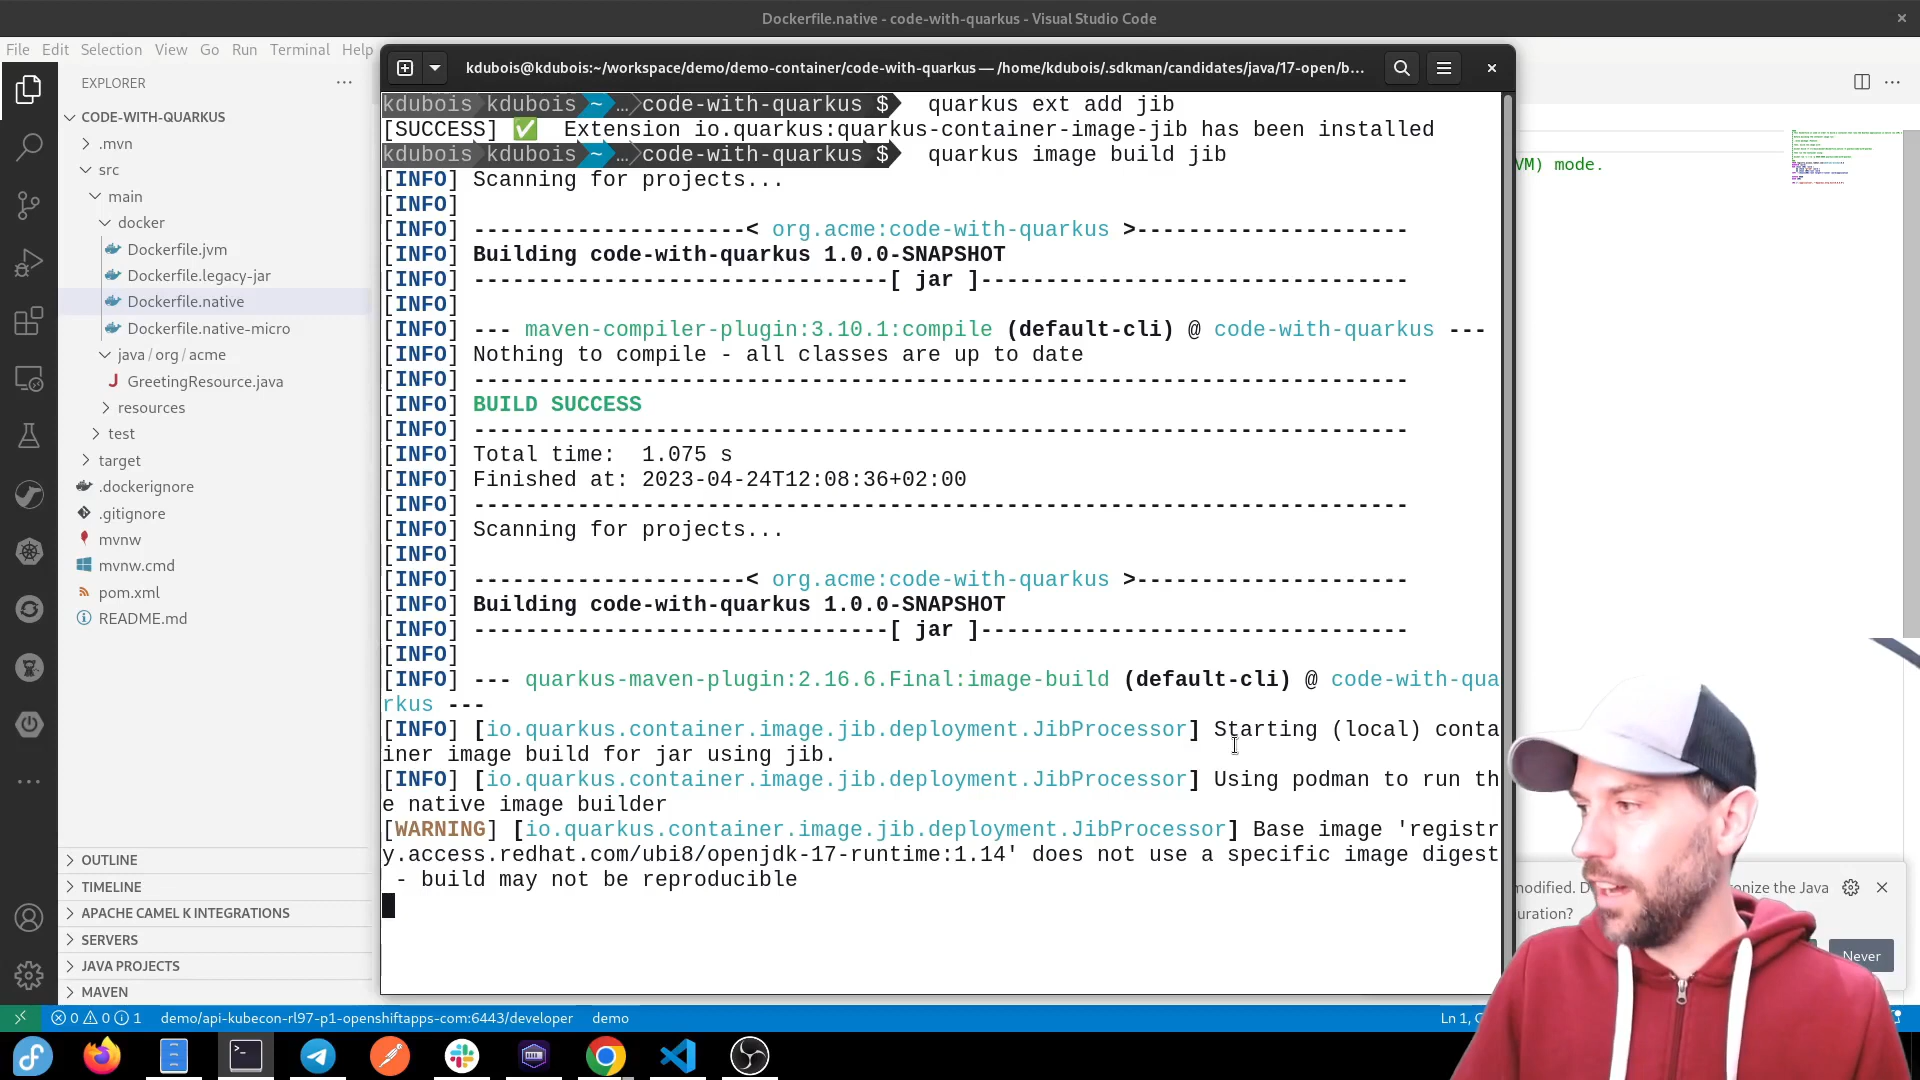 Dockerfile.native - code-with-quarkus - Visual Studio Code
File Edit Selection View Go Run Terminal Help
EXPLORER
CODE-WITH-QUARKUS
.mvn
src
main
docker
Dockerfile.jvm
Dockerfile.legacy-jar
Dockerfile.native
Dockerfile.native-micro
java/org/acme
GreetingResource.java
resources
test
target
.dockerignore
.gitignore
mvnw
mvnw.cmd
pom.xml
README.md
OUTLINE
TIMELINE
APACHE CAMEL K INTEGRATIONS
SERVERS
JAVA PROJECTS
MAVEN
kdubois@kdubois:~/workspace/demo/demo-container/code-with-quarkus — /home/kdubois/.sdkman/candidates/java/17-open/b...
kdubois kdubois ~ … code-with-quarkus $ quarkus ext add jib
[SUCCESS] ✅ Extension io.quarkus:quarkus-container-image-jib has been installed
kdubois kdubois ~ … code-with-quarkus $ quarkus image build jib
[INFO] Scanning for projects...
[INFO]
[INFO] ---------------------< org.acme:code-with-quarkus >---------------------
[INFO] Building code-with-quarkus 1.0.0-SNAPSHOT
[INFO] --------------------------------[ jar ]---------------------------------
[INFO]
[INFO] --- maven-compiler-plugin:3.10.1:compile (default-cli) @ code-with-quarkus ---
[INFO] Nothing to compile - all classes are up to date
[INFO] ------------------------------------------------------------------------
[INFO] BUILD SUCCESS
[INFO] ------------------------------------------------------------------------
[INFO] Total time:  1.075 s
[INFO] Finished at: 2023-04-24T12:08:36+02:00
[INFO] ------------------------------------------------------------------------
[INFO] Scanning for projects...
[INFO]
[INFO] ---------------------< org.acme:code-with-quarkus >---------------------
[INFO] Building code-with-quarkus 1.0.0-SNAPSHOT
[INFO] --------------------------------[ jar ]---------------------------------
[INFO]
[INFO] --- quarkus-maven-plugin:2.16.6.Final:image-build (default-cli) @ code-with-qua
rkus ---
[INFO] [io.quarkus.container.image.jib.deployment.JibProcessor] Starting (local) conta
iner image build for jar using jib.
[INFO] [io.quarkus.container.image.jib.deployment.JibProcessor] Using podman to run th
e native image builder
[WARNING] [io.quarkus.container.image.jib.deployment.JibProcessor] Base image 'registr
y.access.redhat.com/ubi8/openjdk-17-runtime:1.14' does not use a specific image digest
- build may not be reproducible
VM) mode.
modified. D
onize the Java
uration?
Never
0 0 1 demo/api-kubecon-rl97-p1-openshiftapps-com:6443/developer demo
Ln 1,